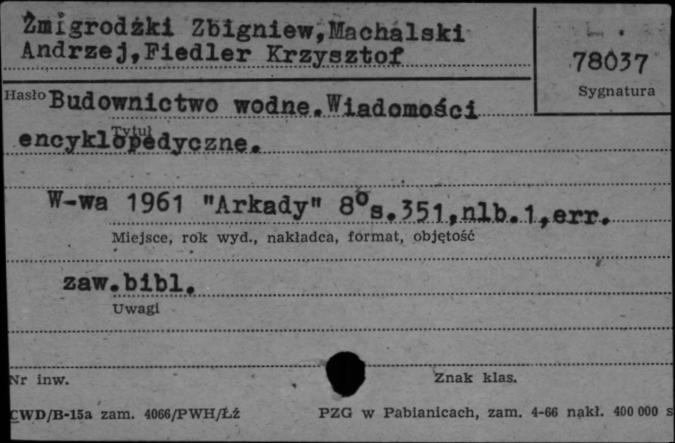 Żmigrodzki Zbigniew,Machalski
Andrzej,Fiedler Krzysztof
78037
Sygnatura
Hasło Budownictwo wodne.Wiadomości
Tytuł
encyklopedyczne.
W-wa 1961 "Arkady" 8°s.351,nlb.1,err.
Miejsce, rok wyd., nakładca, format, objętość
zaw.bibl.
Uwagi
Nr inw.
Znak klas.
CWD/B-15a zam. 4066/PWH/Łź
PZG w Pabianicach, zam. 4-66 nakł. 400 000 s